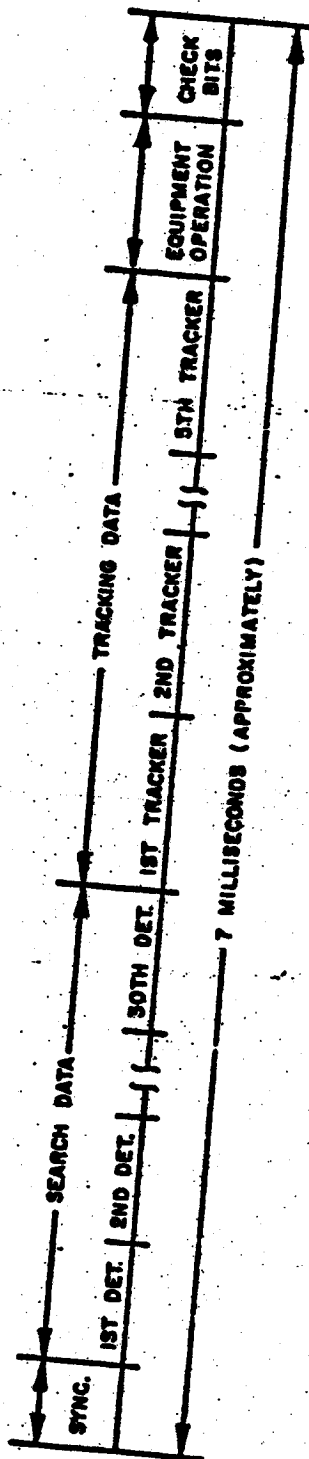 SEARCH DATA
TRACKING DATA
SYNC.
1ST DET.
2ND DET.
30TH DET.
1ST TRACKER
2ND TRACKER
5TH TRACKER
EQUIPMENT
OPERATION
CHECK
BITS
7 MILLISECONDS (APPROXIMATELY)